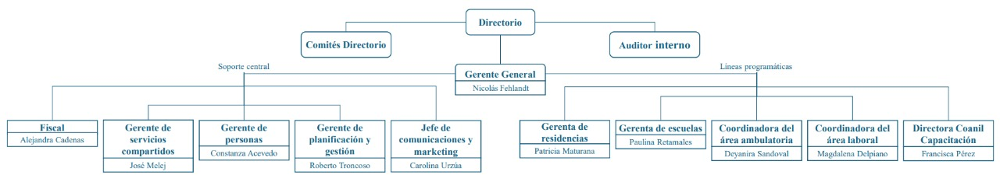 Directorio
Comités Directorio
Auditor interno
Soporte central
Líneas programáticas
Gerente General
Nicolás Fehlandt
Fiscal
Alejandra Cadenas
Gerente de
servicios
compartidos
José Melej
Gerente de
personas
Constanza Acevedo
Gerente de
planificación y
gestión
Roberto Troncoso
Jefe de
comunicaciones y
marketing
Carolina Urzúa
Gerenta de
residencias
Patricia Maturana
Gerenta de escuelas
Paulina Retamales
Coordinadora del
área ambulatoria
Deyanira Sandoval
Coordinadora del
área laboral
Magdalena Delpiano
Directora Coanil
Capacitación
Francisca Pérez